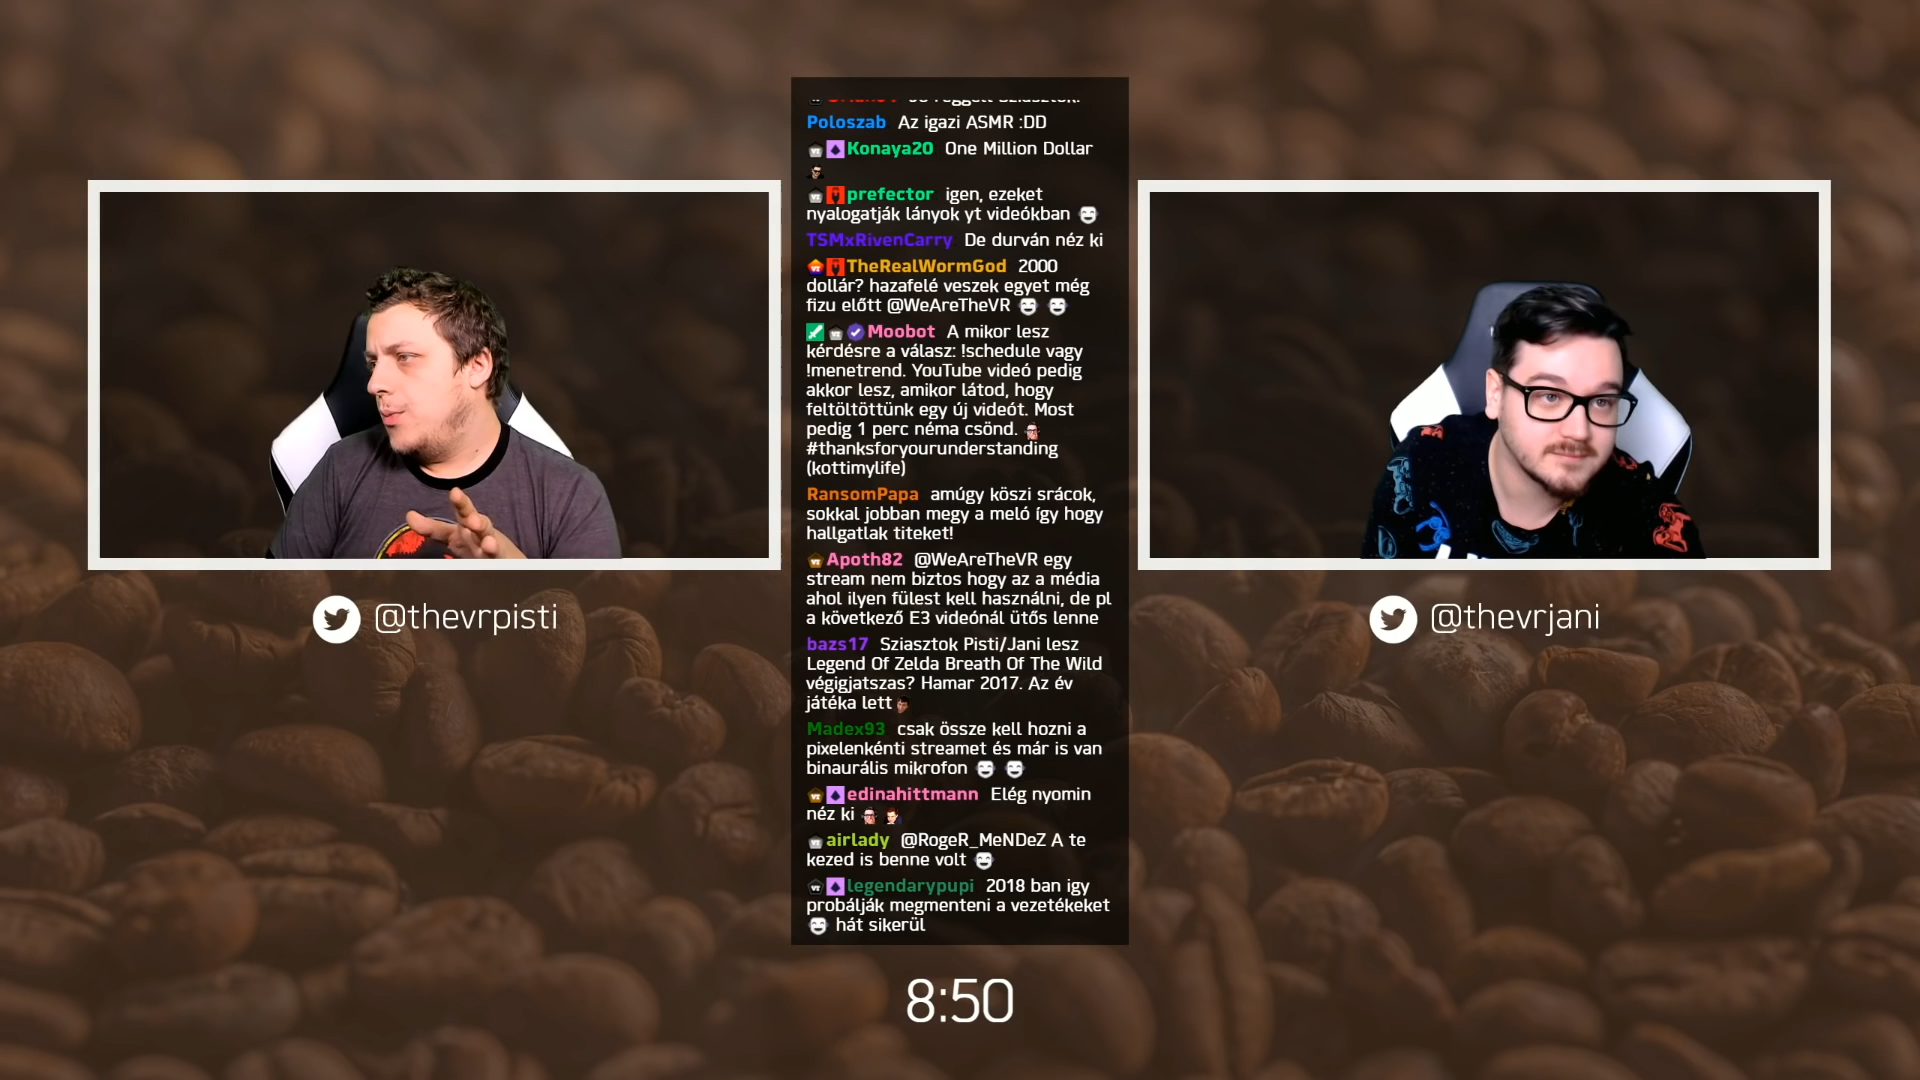 Poloszab Az igazi ASMR :DD
Konaya20 One Million Dollar
prefector igen, ezeket
nyalogatják lányok yt videókban
TSMxRivenCarry De durván néz ki
TheRealWormGod 2000
dollár? hazafelé veszek egyet még
fizu előtt @WeAreTheVR
Moobot A mikor lesz
kérdésre a válasz: !schedule vagy
!menetrend. YouTube videó pedig
akkor lesz, amikor látod, hogy
feltöltöttünk egy új videót. Most
pedig 1 perc néma csönd.
#thanksforyourunderstanding
(kottimylife)
RansomPapa amúgy köszi srácok,
sokkal jobban megy a meló így hogy
hallgatlak titeket!
Apoth82 @WeAreTheVR egy
stream nem biztos hogy az a média
ahol ilyen fülest kell használni, de pl
a következő E3 videónál ütős lenne
bazs17 Sziasztok Pisti/Jani lesz
Legend Of Zelda Breath Of The Wild
végigjatszas? Hamar 2017. Az év
játéka lett
Madex93 csak össze kell hozni a
pixelenkénti streamet és már is van
binaurális mikrofon
edinahittmann Elég nyomin
néz ki
airlady @RogeR_MeNDeZ A te
kezed is benne volt
legendarypupi 2018 ban igy
probálják megmenteni a vezetékeket
hát sikerül
@thevrpisti
@thevrjani
8:50